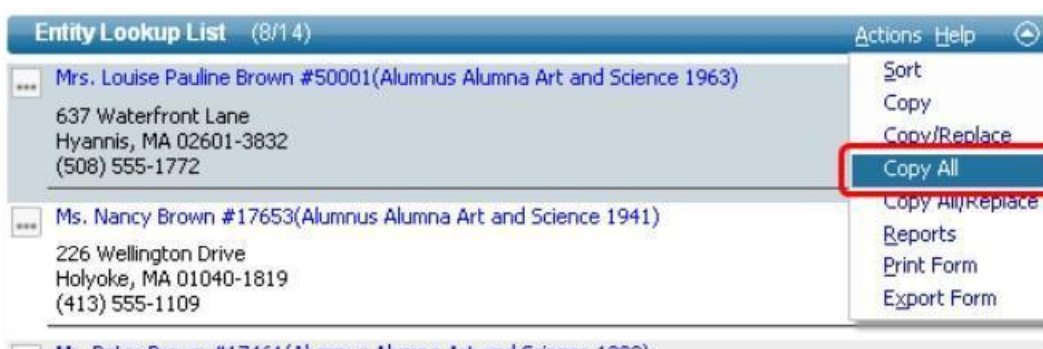 Entity Lookup List (8/14) Actions Help
Mrs. Louise Pauline Brown #50001(Alumnus Alumna Art and Science 1963)
637 Waterfront Lane
Hyannis, MA 02601-3832
(508) 555-1772
Ms. Nancy Brown #17653(Alumnus Alumna Art and Science 1941)
226 Wellington Drive
Holyoke, MA 01040-1819
(413) 555-1109
Sort
Copy
Copy/Replace
Copy All
Copy All/Replace
Reports
Print Form
Export Form